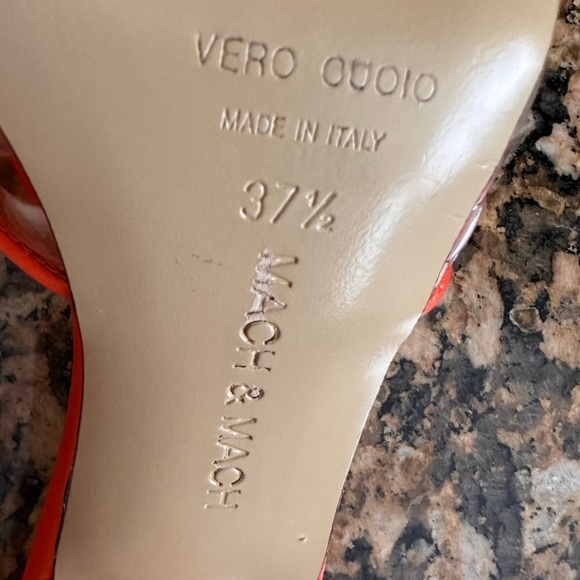 VERO CUOIO
MADE IN ITALY
37½
MACH & MACH